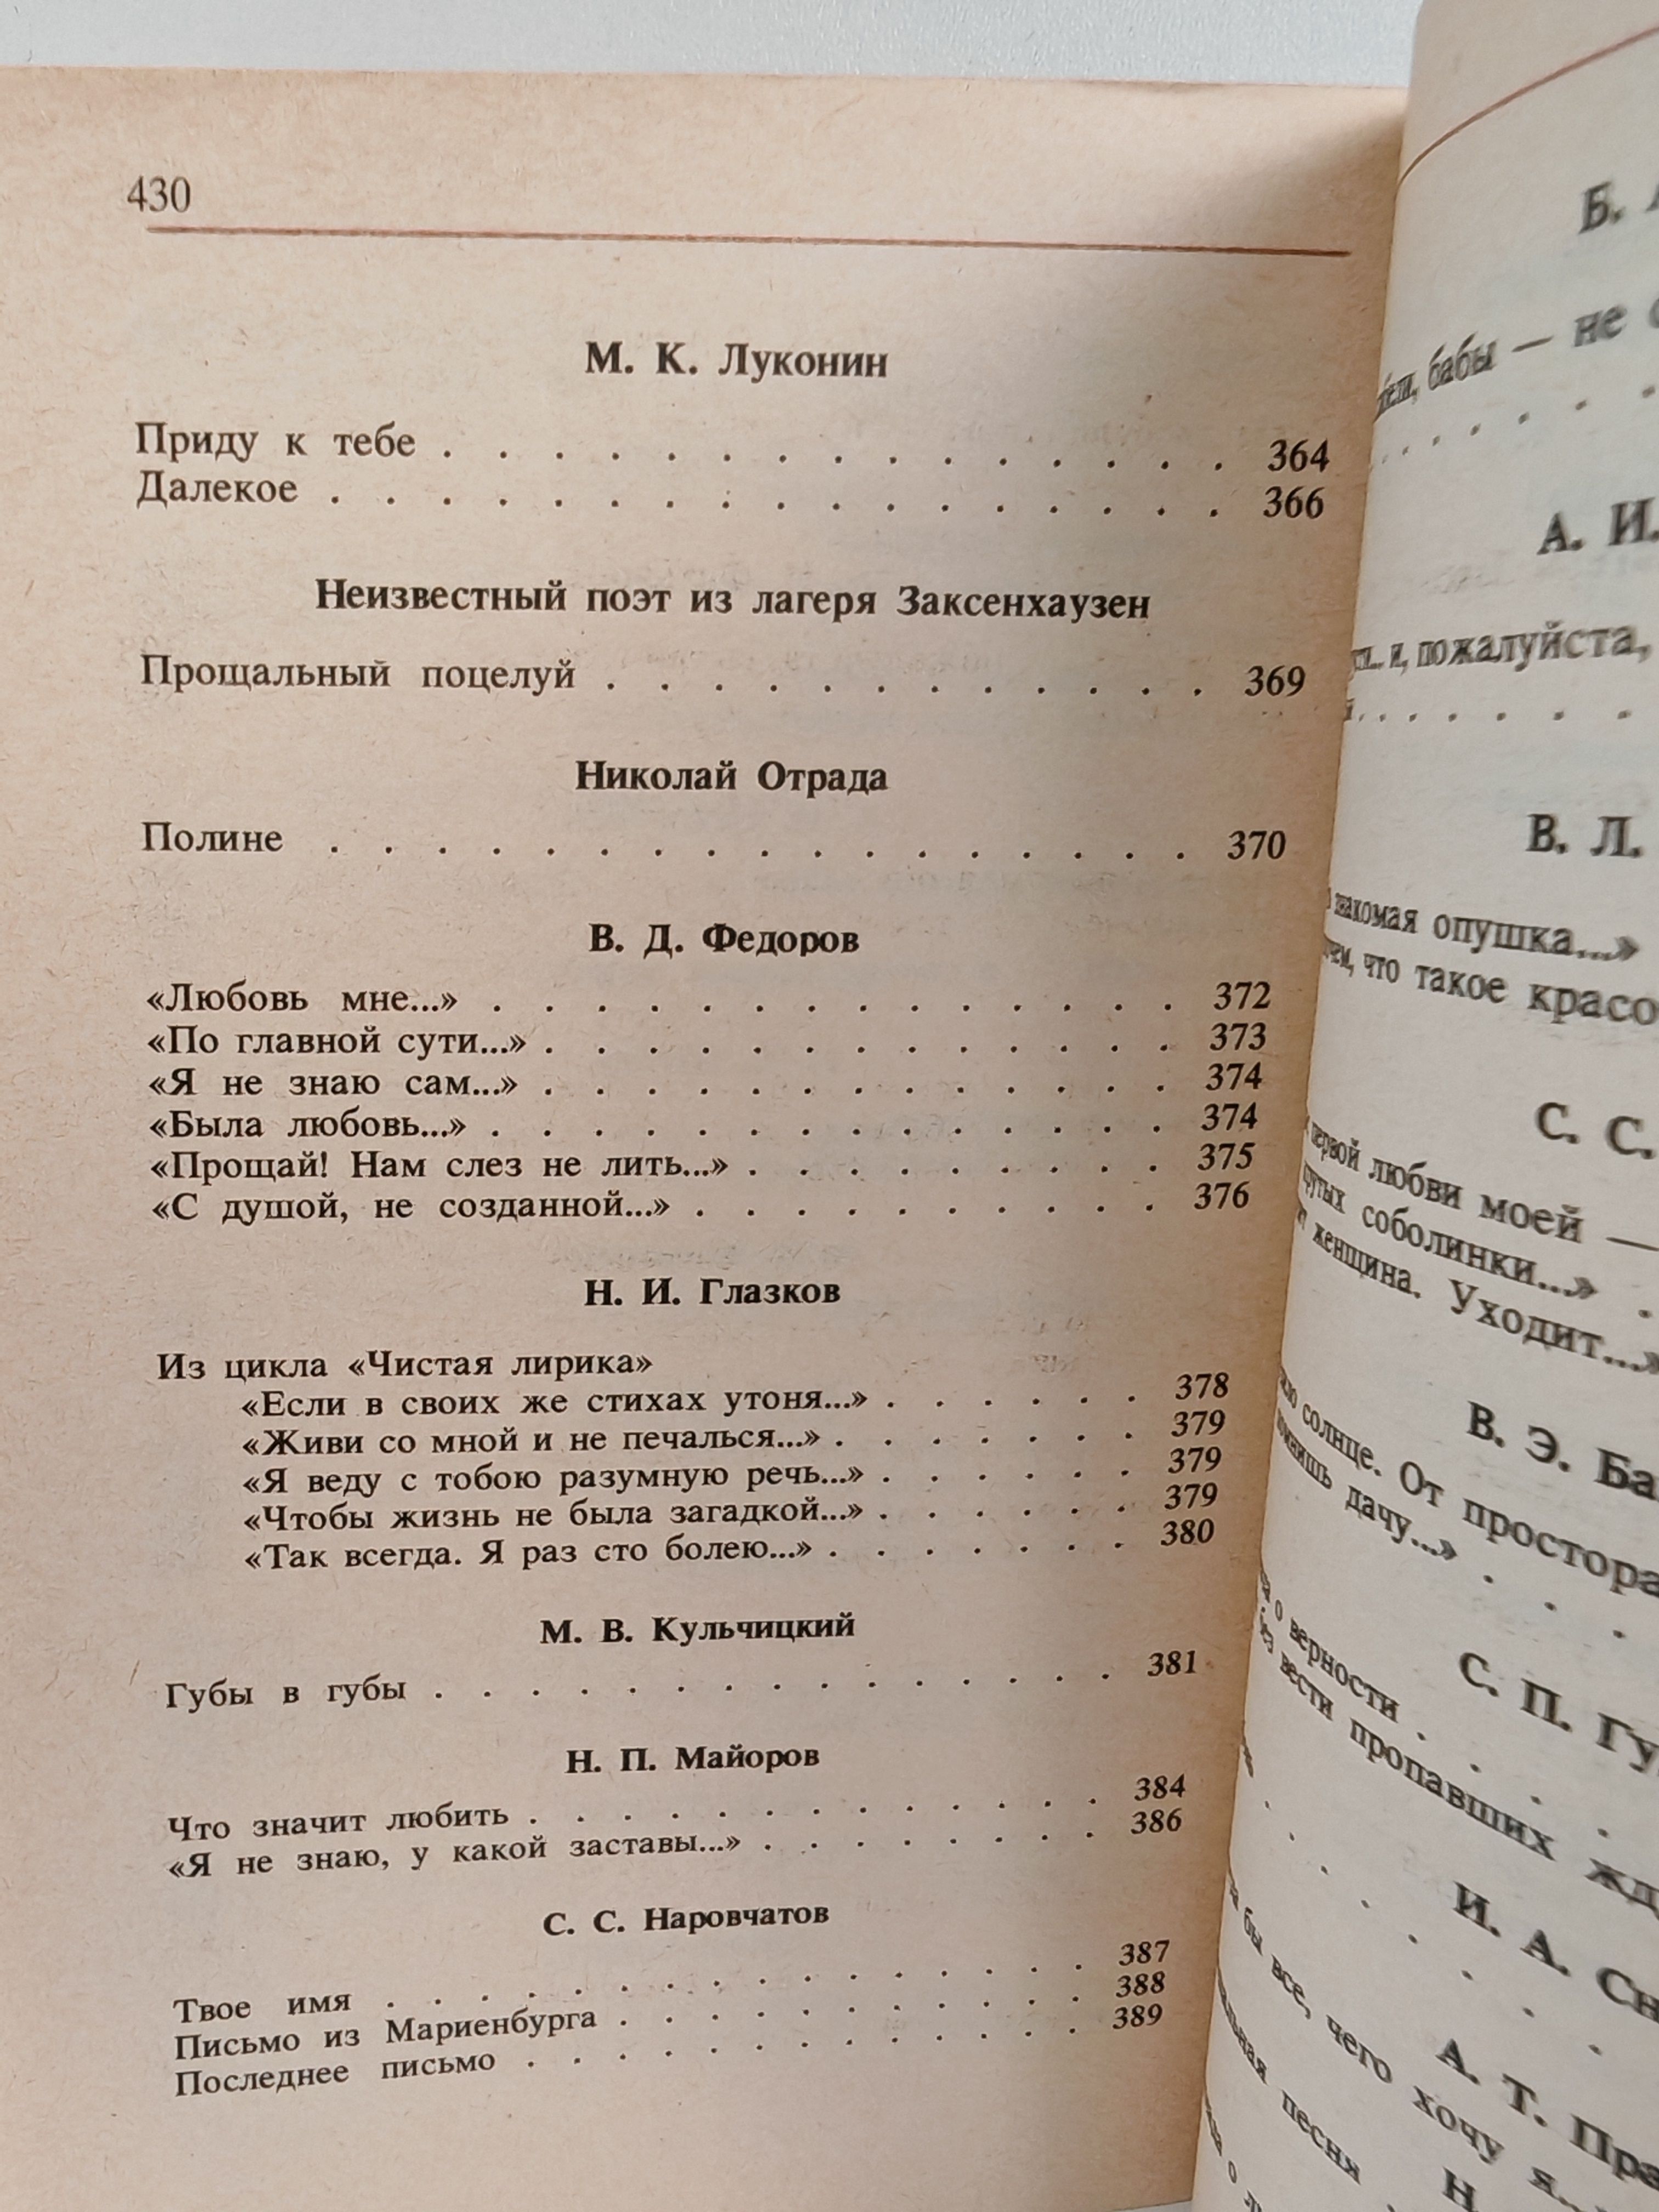 430
М. К. Луконин
Приду к тебе . . . . . . . . . . . . . . . 364
Далекое . . . . . . . . . . . . . . . . . 366
Неизвестный поэт из лагеря Заксенхаузен
Прощальный поцелуй . . . . . . . . . . . . 369
Николай Отрада
Полине . . . . . . . . . . . . . . . . . 370
В. Д. Федоров
«Любовь мне...» . . . . . . . . . . . . . . 372
«По главной сути...» . . . . . . . . . . . . . 373
«Я не знаю сам...» . . . . . . . . . . . . . 374
«Была любовь...» . . . . . . . . . . . . . . 374
«Прощай! Нам слез не лить...» . . . . . . . . . 375
«С душой, не созданной...» . . . . . . . . . . 376
Н. И. Глазков
Из цикла «Чистая лирика»
«Если в своих же стихах утоня...» . . . . . . 378
«Живи со мной и не печалься...» . . . . . . . 379
«Я веду с тобою разумную речь...» . . . . . . 379
«Чтобы жизнь не была загадкой...» . . . . . . 379
«Так всегда. Я раз сто болею...» . . . . . . . 380
М. В. Кульчицкий
Губы в губы . . . . . . . . . . . . . . . 381
Н. П. Майоров
Что значит любить . . . . . . . . . . . . . 384
«Я не знаю, у какой заставы...» . . . . . . . . 386
С. С. Наровчатов
Твое имя . . . . . . . . . . . . . . . 387
Письмо из Мариенбурга . . . . . . . . . . . 388
Последнее письмо . . . . . . . . . . . . . 389
Б.
бабы — не
А. И.
и, пожалуйста,
В. Л.
знакомая опушка...»
что такое
С. С.
первой любви моей —
соболинки...» .
женщина. Уходит...»
В. Э.
солнце. От
дачу...» . . .
С. П.
о верности . . . .
вести пропавших
И. А.
бы все, чего хочу я...
А. Т.
песня .
Н.